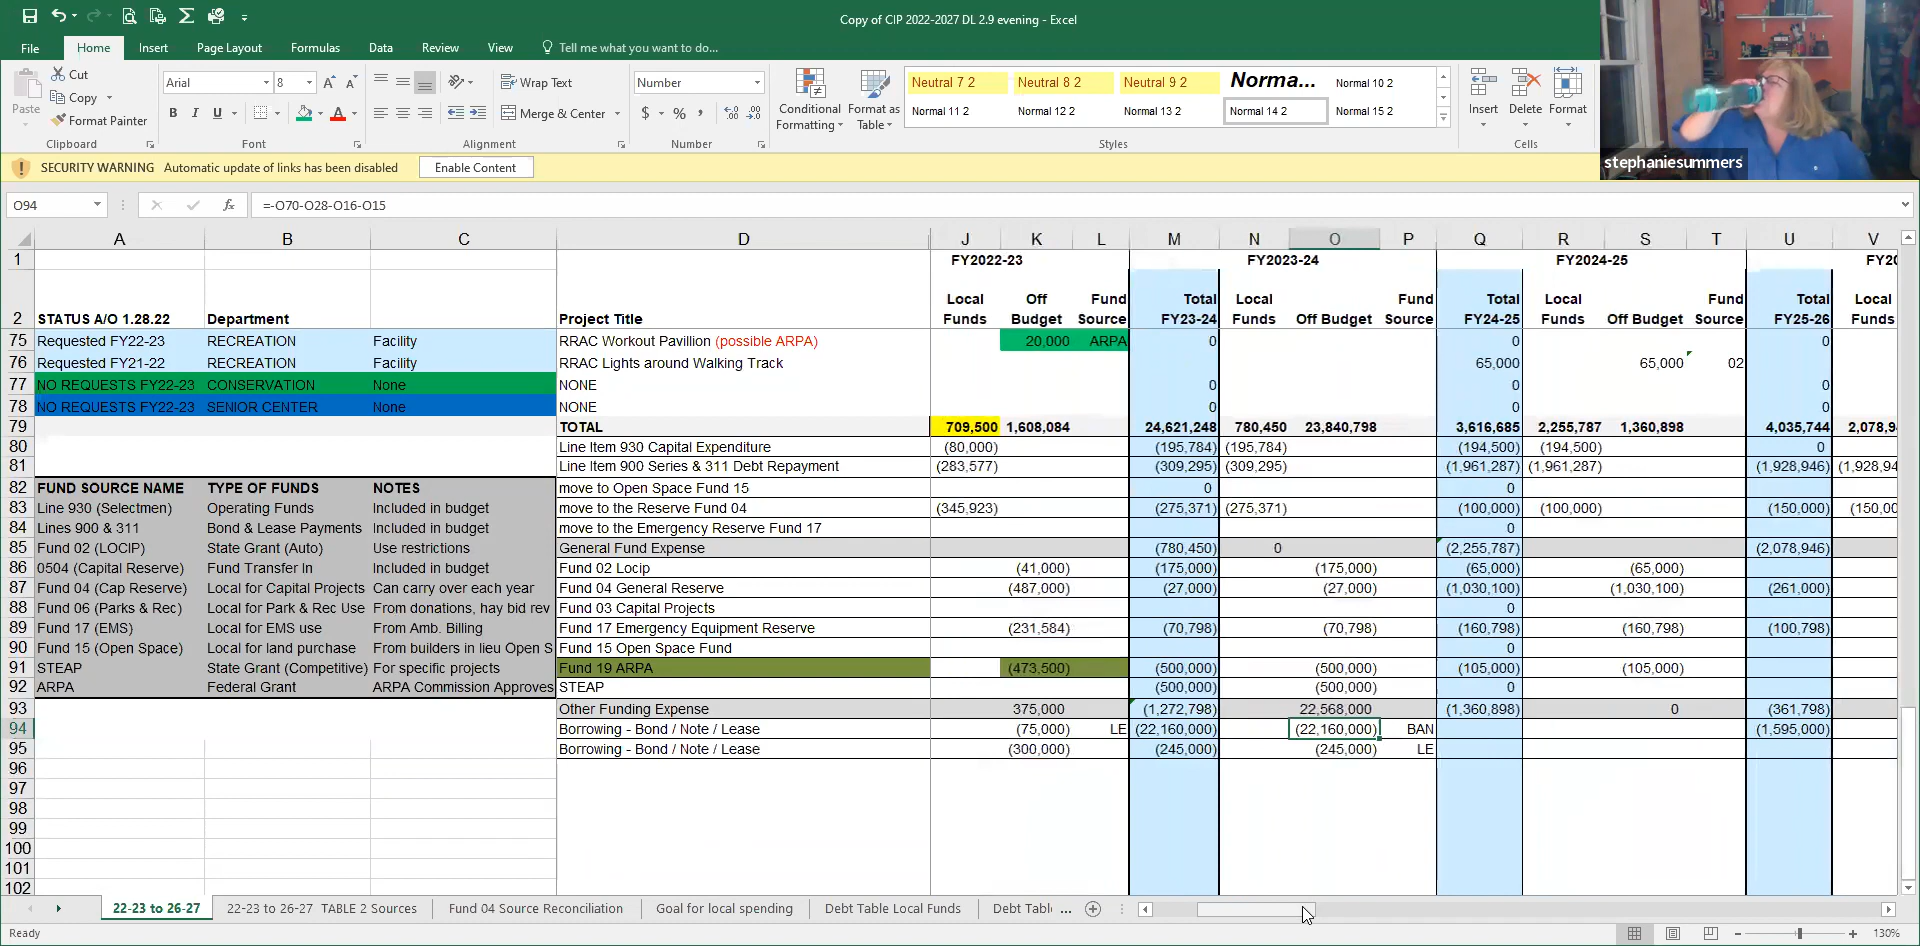 Copy of CIP 2022-2027 DL 2.9 evening - Excel
File Home Insert Page Layout Formulas Data Review View Tell me what you want to do...
Paste Cut Copy Format Painter Clipboard
Arial 8 B I U A Font
Wrap Text Merge & Center Alignment
Number $ % , Number
Conditional Formatting Format as Table
Neutral 7 2 Neutral 8 2 Neutral 9 2 Norma... Normal 10 2
Normal 11 2 Normal 12 2 Normal 13 2 Normal 14 2 Normal 15 2
Styles
Insert Delete Format Cells
stephaniesummers
SECURITY WARNING Automatic update of links has been disabled Enable Content
O94 fx =-O70-O28-O16-O15
A B C D J K L M N O P Q R S T U V
1 FY2022-23 FY2023-24 FY2024-25 FY20
Local Off Fund Total Local Fund Total Local Fund Total Local
2 STATUS A/O 1.28.22 Department Project Title Funds Budget Source FY23-24 Funds Off Budget Source FY24-25 Funds Off Budget Source FY25-26 Funds
75 Requested FY22-23 RECREATION Facility RRAC Workout Pavillion (possible ARPA) 20,000 ARPA 0 0 0
76 Requested FY21-22 RECREATION Facility RRAC Lights around Walking Track 65,000 65,000 02
77 NO REQUESTS FY22-23 CONSERVATION None NONE 0 0 0
78 NO REQUESTS FY22-23 SENIOR CENTER None NONE 0 0 0
79 TOTAL 709,500 1,608,084 24,621,248 780,450 23,840,798 3,616,685 2,255,787 1,360,898 4,035,744 2,078,9
80 Line Item 930 Capital Expenditure (80,000) (195,784) (195,784) (194,500) (194,500) 0
81 Line Item 900 Series & 311 Debt Repayment (283,577) (309,295) (309,295) (1,961,287) (1,961,287) (1,928,946) (1,928,94
82 FUND SOURCE NAME TYPE OF FUNDS NOTES move to Open Space Fund 15 0 0
83 Line 930 (Selectmen) Operating Funds Included in budget move to the Reserve Fund 04 (345,923) (275,371) (275,371) (100,000) (100,000) (150,000) (150,00
84 Lines 900 & 311 Bond & Lease Payments Included in budget move to the Emergency Reserve Fund 17 0
85 Fund 02 (LOCIP) State Grant (Auto) Use restrictions General Fund Expense (780,450) 0 (2,255,787) (2,078,946)
86 0504 (Capital Reserve) Fund Transfer In Included in budget Fund 02 Locip (41,000) (175,000) (175,000) (65,000) (65,000)
87 Fund 04 (Cap Reserve) Local for Capital Projects Can carry over each year Fund 04 General Reserve (487,000) (27,000) (27,000) (1,030,100) (1,030,100) (261,000)
88 Fund 06 (Parks & Rec) Local for Park & Rec Use From donations, hay bid rev Fund 03 Capital Projects 0
89 Fund 17 (EMS) Local for EMS use From Amb. Billing Fund 17 Emergency Equipment Reserve (231,584) (70,798) (70,798) (160,798) (160,798) (100,798)
90 Fund 15 (Open Space) Local for land purchase From builders in lieu Open S Fund 15 Open Space Fund 0
91 STEAP State Grant (Competitive) For specific projects Fund 19 ARPA (473,500) (500,000) (500,000) (105,000) (105,000)
92 ARPA Federal Grant ARPA Commission Approves STEAP (500,000) (500,000) 0
93 Other Funding Expense 375,000 (1,272,798) 22,568,000 (1,360,898) 0 (361,798)
94 Borrowing - Bond / Note / Lease (75,000) LE (22,160,000) (22,160,000) BAN (1,595,000)
95 Borrowing - Bond / Note / Lease (300,000) (245,000) (245,000) LE
96
97
98
99
100
101
102
22-23 to 26-27 22-23 to 26-27 TABLE 2 Sources Fund 04 Source Reconciliation Goal for local spending Debt Table Local Funds Debt Table ...
Ready 130%